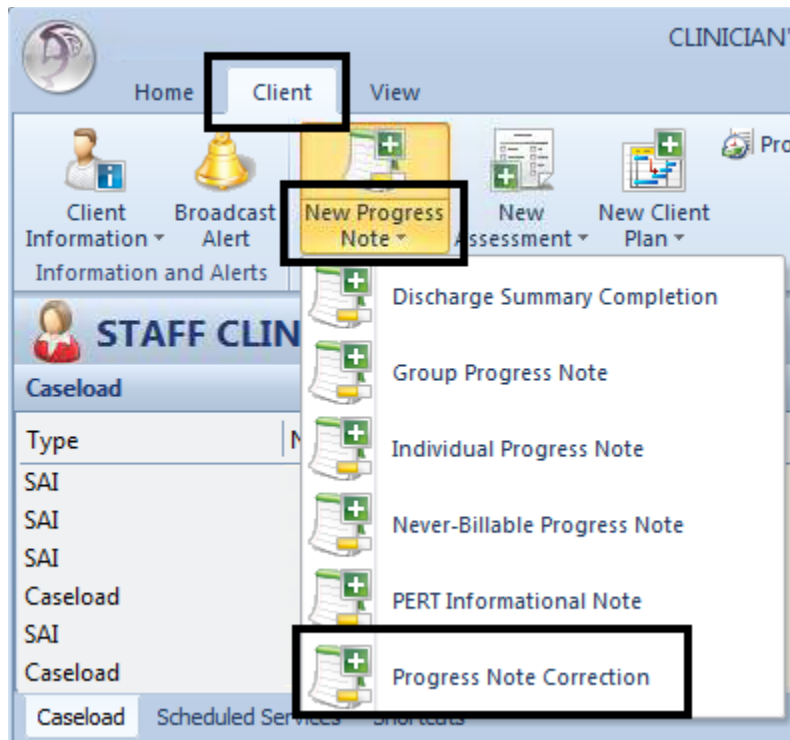 CLINICIAN'
Home Client View
Client Information
Broadcast Alert
New Progress Note
New Assessment
New Client Plan
Pro
Information and Alerts
STAFF CLIN
Caseload
Type N
SAI
SAI
SAI
Caseload
SAI
Caseload
Discharge Summary Completion
Group Progress Note
Individual Progress Note
Never-Billable Progress Note
PERT Informational Note
Progress Note Correction
Caseload Scheduled Services Shortcuts